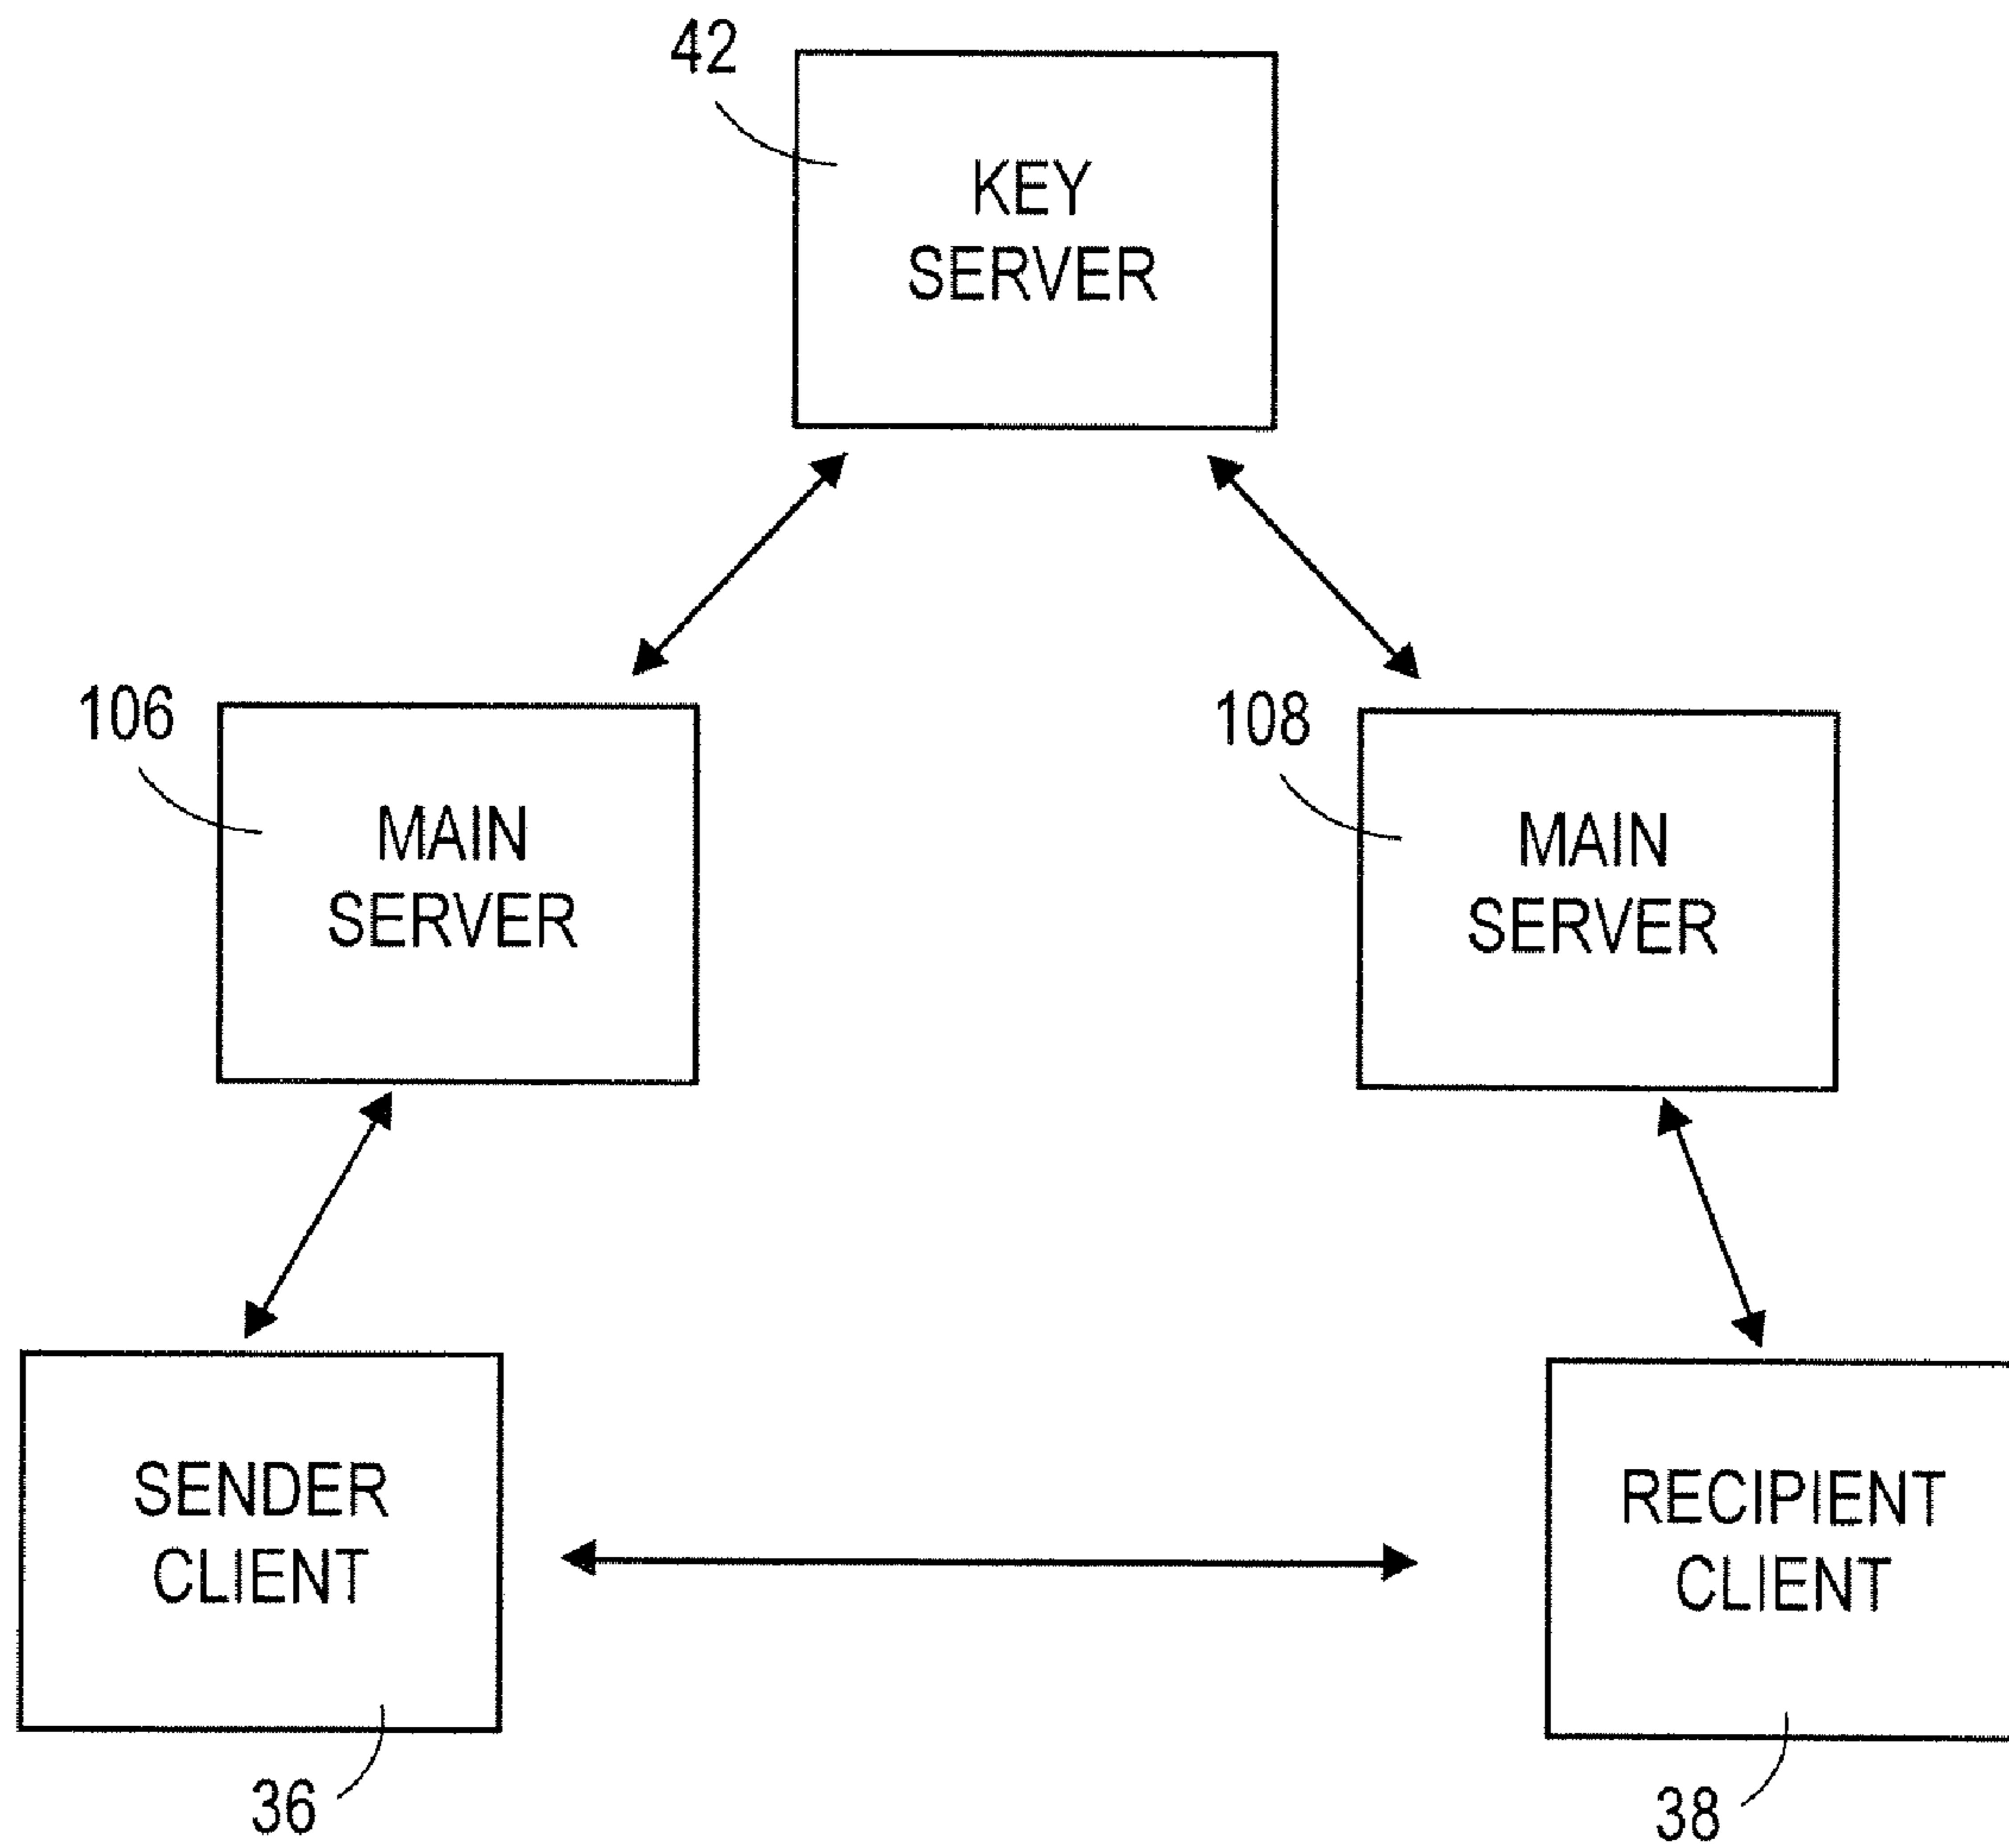 42
KEY
SERVER
106
MAIN
SERVER
108
MAIN
SERVER
SENDER
CLIENT
36
RECIPIENT
CLIENT
38